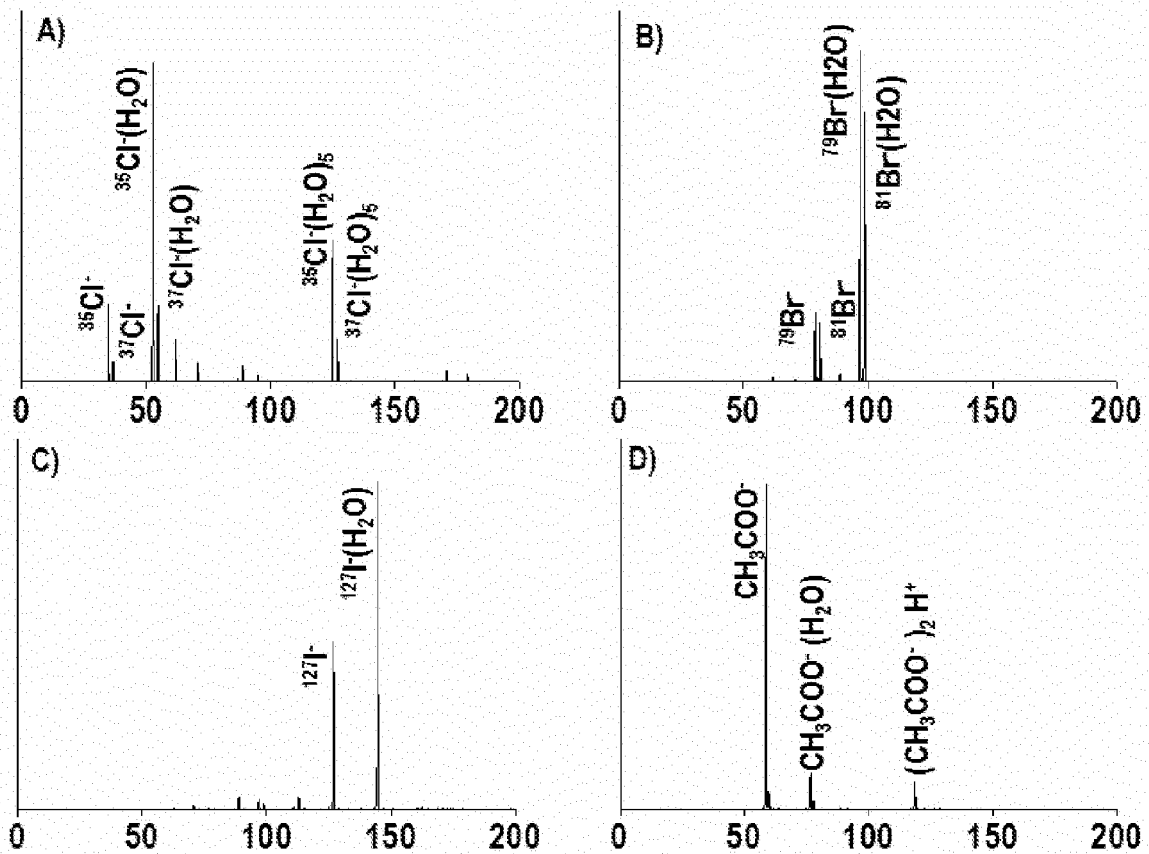 A)
³⁵Cl⁻
³⁷Cl⁻
³⁵Cl⁻(H₂O)
³⁷Cl⁻(H₂O)
³⁵Cl⁻(H₂O)₅
³⁷Cl⁻(H₂O)₅
0 50 100 150 200
B)
⁷⁹Br
⁸¹Br
⁷⁹Br(H2O)
⁸¹Br(H2O)
0 50 100 150 200
C)
¹²⁷I⁻
¹²⁷I⁻(H₂O)
0 50 100 150 200
D)
CH₃COO⁻
CH₃COO⁻ (H₂O)
(CH₃COO⁻ )₂ H⁺
0 50 100 150 200